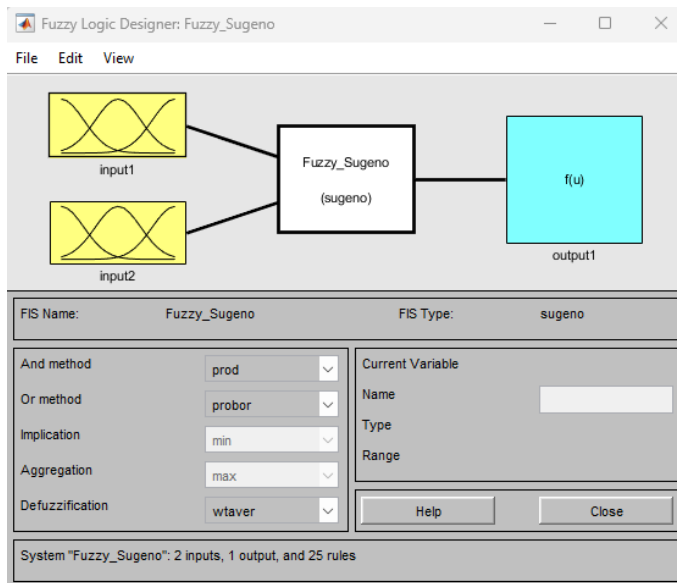 Fuzzy Logic Designer: Fuzzy_Sugeno
File Edit View
input1
input2
Fuzzy_Sugeno
(sugeno)
f(u)
output1
FIS Name: Fuzzy_Sugeno FIS Type: sugeno
And method prod
Or method probor
Implication min
Aggregation max
Defuzzification wtaver
Current Variable
Name
Type
Range
Help Close
System "Fuzzy_Sugeno": 2 inputs, 1 output, and 25 rules